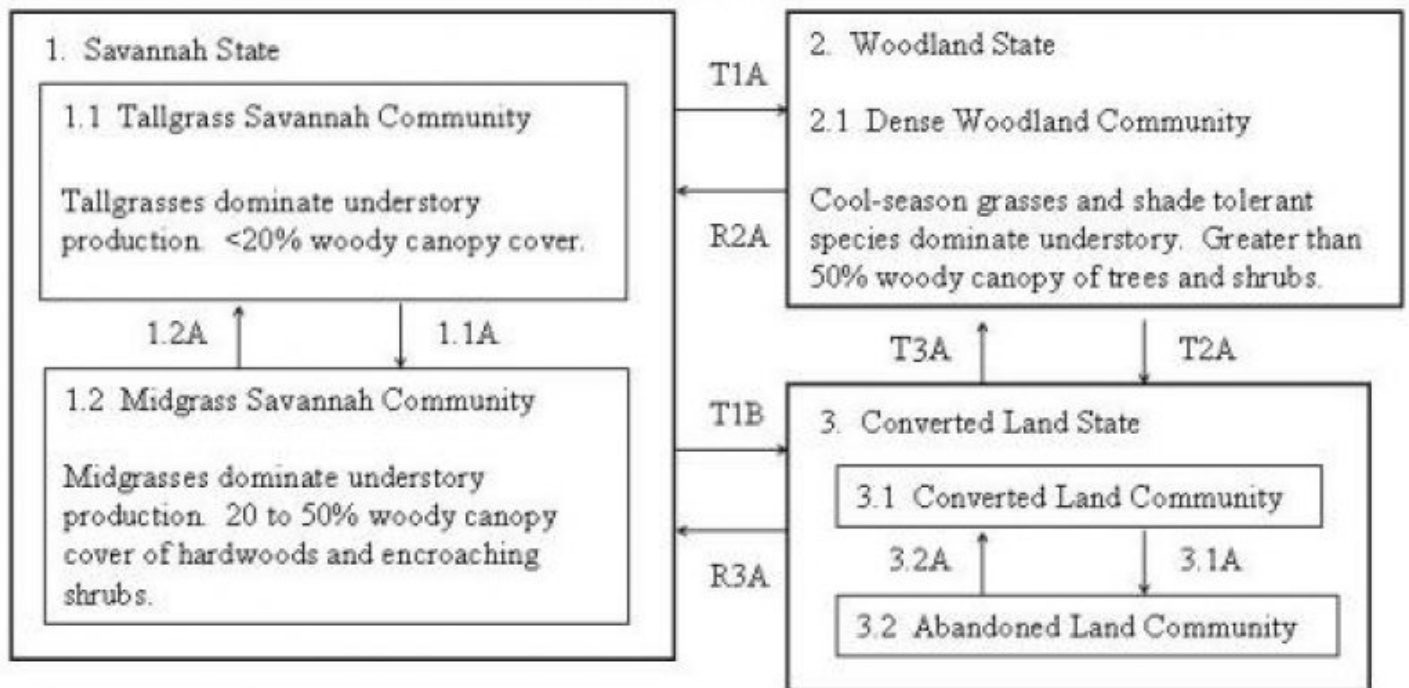 1. Savannah State
1.1 Tallgrass Savannah Community
Tallgrasses dominate understory
production. <20% woody canopy cover.
1.2A
1.1A
1.2 Midgrass Savannah Community
Midgrasses dominate understory
production. 20 to 50% woody canopy
cover of hardwoods and encroaching
shrubs.
T1A
R2A
T1B
R3A
2. Woodland State
2.1 Dense Woodland Community
Cool-season grasses and shade tolerant
species dominate understory. Greater than
50% woody canopy of trees and shrubs.
T3A
T2A
3. Converted Land State
3.1 Converted Land Community
3.2A
3.1A
3.2 Abandoned Land Community